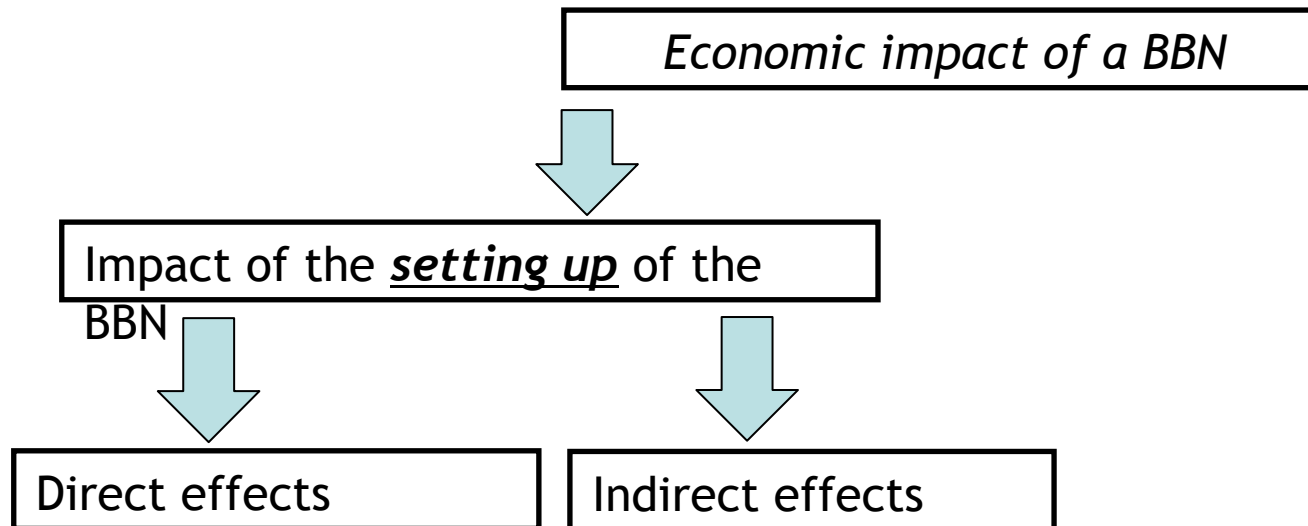 Economic impact of a BBN
Impact of the setting up of the
BBN
Direct effects
Indirect effects